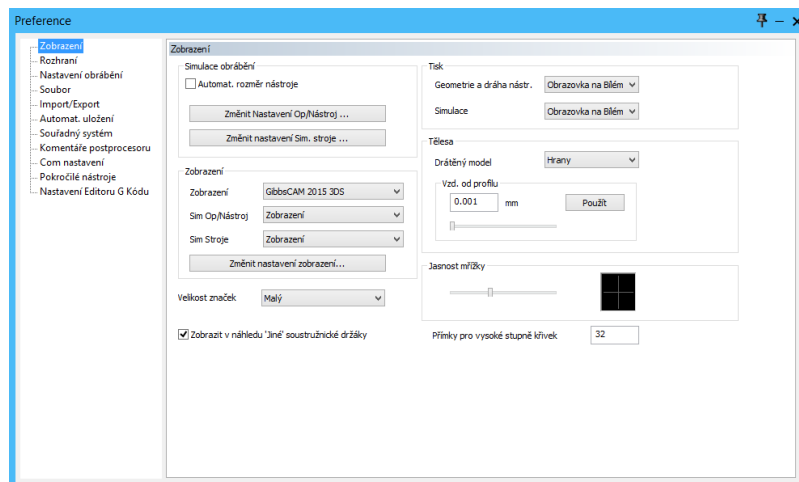 Preference
Zobrazení
Rozhraní
Nastavení obrábění
Soubor
Import/Export
Automat. uložení
Souřadný systém
Komentáře postprocesoru
Com nastavení
Pokročilé nástroje
Nastavení Editoru G Kódu
Zobrazení
Simulace obrábění
Automat. rozměr nástroje
Změnit Nastavení Op/Nástroj ...
Změnit nastavení Sim. stroje ...
Zobrazení
Zobrazení GibbsCAM 2015 3DS
Sim Op/Nástroj Zobrazení
Sim Stroje Zobrazení
Změnit nastavení zobrazení...
Velikost značek Malý
Zobrazit v náhledu 'Jiné' soustružnické držáky
Tisk
Geometrie a dráha nástr. Obrazovka na Bílém
Simulace Obrazovka na Bílém
Tělesa
Drátěný model Hrany
Vzd. od profilu
0.001 mm Použít
Jasnost mřížky
Přímky pro vysoké stupně křivek 32